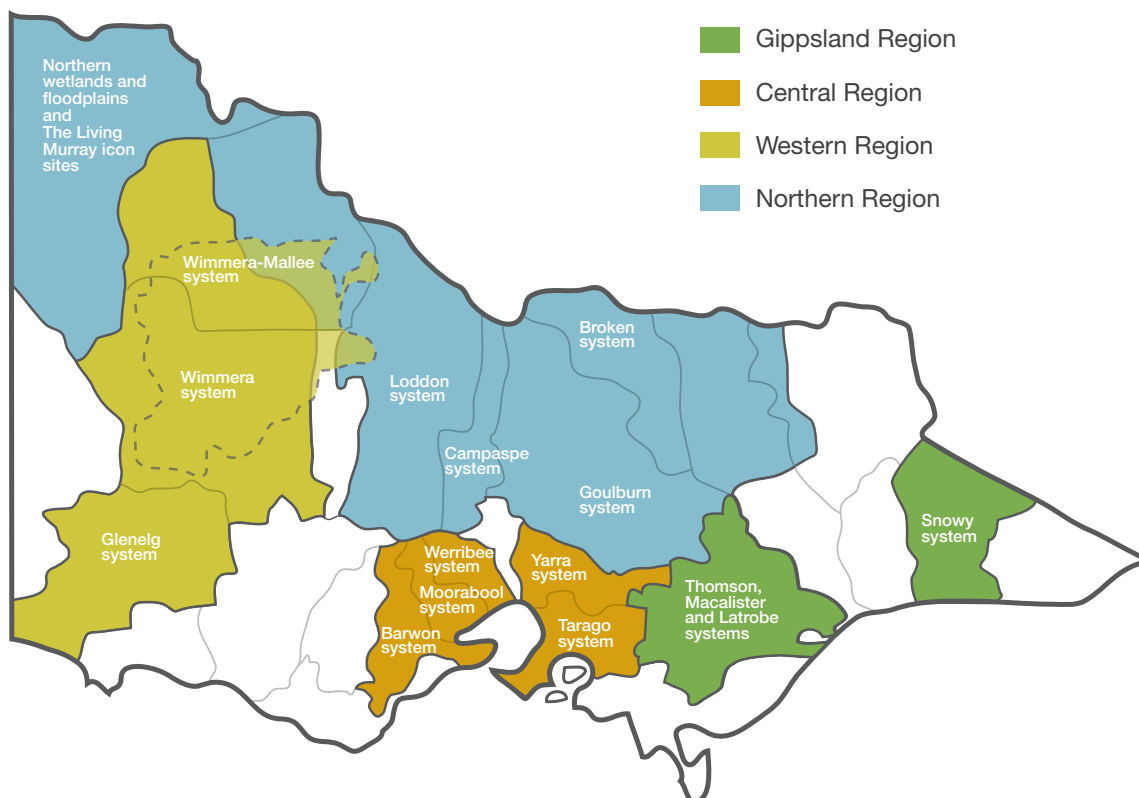 Northern
wetlands and
floodplains
and
The Living
Murray icon
sites
Gippsland Region
Central Region
Western Region
Northern Region
Wimmera-Mallee
system
Wimmera
system
Loddon
system
Broken
system
Campaspe
system
Goulburn
system
Glenelg
system
Snowy
system
Werribee
system
Moorabool
system
Barwon
system
Yarra
system
Tarago
system
Thomson,
Macalister
and Latrobe
systems